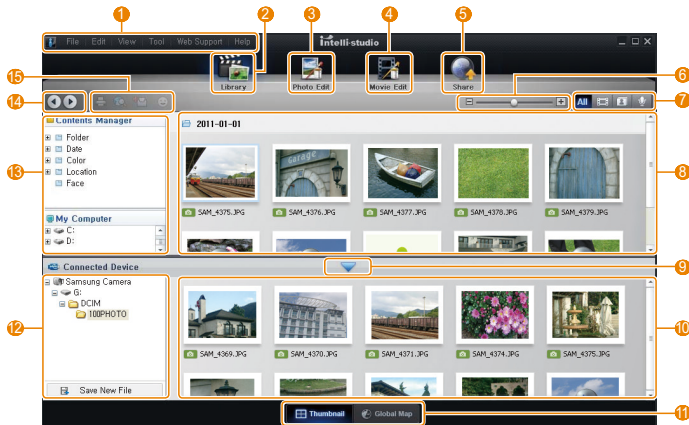 1 2 3 4 5
File Edit View Tool Web Support Help
Intelli-studio
Library Photo Edit Movie Edit Share
15 6
14 All 7
Contents Manager
2011-01-01
Folder
Date
Color
Location
Face
13 8
SAM_4375.JPG SAM_4376.JPG SAM_4377.JPG SAM_4378.JPG SAM_4379.JPG
My Computer
C:
D:
Connected Device 9
Samsung Camera
G:
DCIM
100PHOTO
12 10
SAM_4369.JPG SAM_4370.JPG SAM_4371.JPG SAM_4374.JPG SAM_4375.JPG
Save New File
Thumbnail Global Map 11